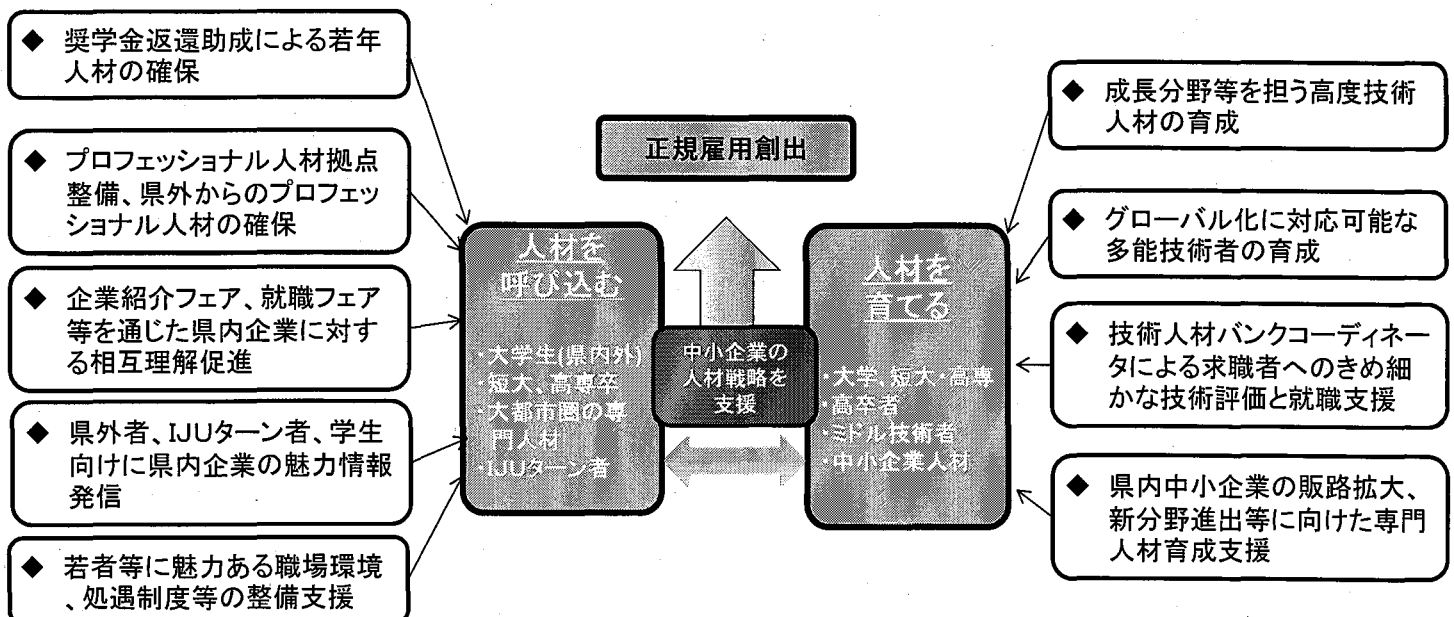 ◆ 奨学金返還助成による若年
人材の確保
◆ プロフェッショナル人材拠点
整備、県外からのプロフェッ
ショナル人材の確保
◆ 企業紹介フェア、就職フェア
等を通じた県内企業に対す
る相互理解促進
◆ 県外者、IJUターン者、学生
向けに県内企業の魅力情報
発信
◆ 若者等に魅力ある職場環境
、処遇制度等の整備支援
正規雇用創出
人材を
呼び込む
・大学生(県内外)
・短大、高専卒
・大都市圏の専
門人材
・IJUターン者
中小企業の
人材戦略を
支援
人材を
育てる
・大学、短大・高専
・高卒者
・ミドル技術者
・中小企業人材
◆ 成長分野等を担う高度技術
人材の育成
◆ グローバル化に対応可能な
多能技術者の育成
◆ 技術人材バンクコーディネー
タによる求職者へのきめ細
かな技術評価と就職支援
◆ 県内中小企業の販路拡大、
新分野進出等に向けた専門
人材育成支援